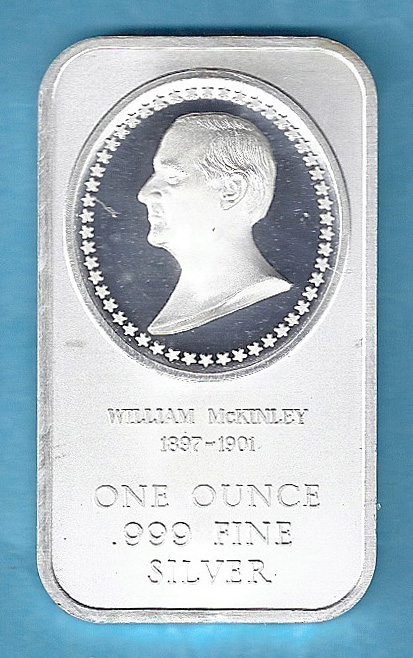 WILLIAM McKINLEY
1897-1901
ONE OUNCE
.999 FINE
SILVER